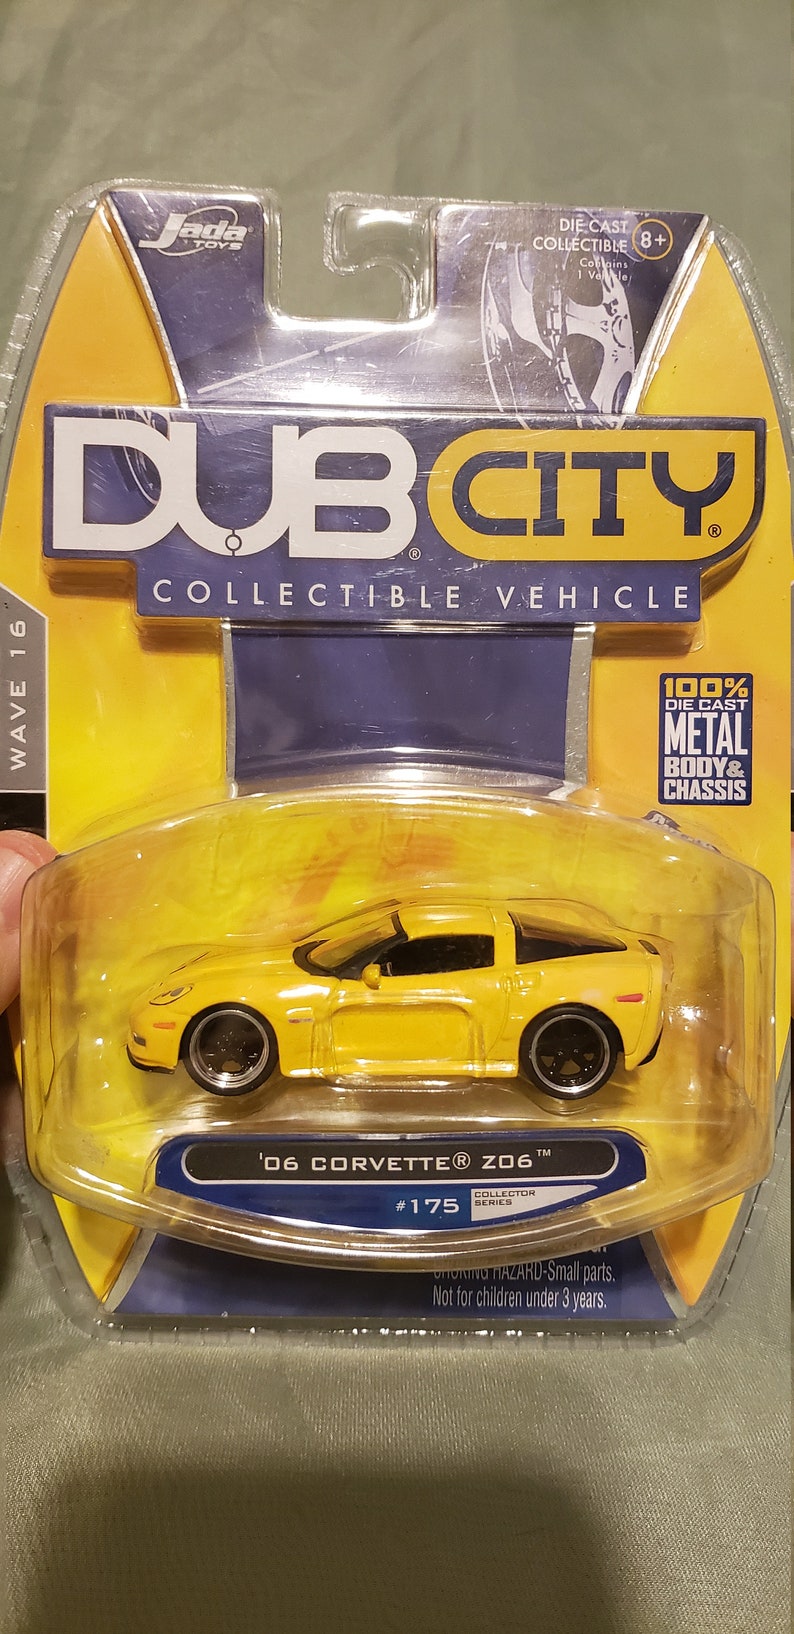 Jada®
TOYS
DIE CAST
COLLECTIBLE
8+
Contains
1 Vehicle
DUB® CITY®
COLLECTIBLE VEHICLE
WAVE 16
100%
DIE CAST
METAL
BODY&
CHASSIS
'06 CORVETTE® Z06™
#175
COLLECTOR
SERIES
CHOKING HAZARD-Small parts.
Not for children under 3 years.